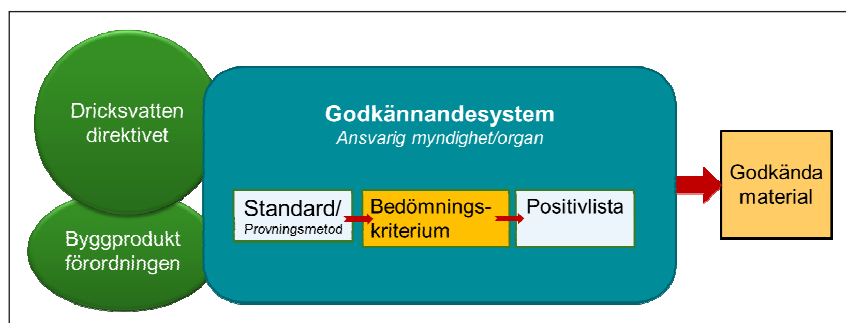 Dricksvatten
direktivet
Byggprodukt
förordningen
Godkännandesystem
Ansvarig myndighet/organ
Standard/
Provningsmetod
Bedömnings-
kriterium
Positivlista
Godkända
material